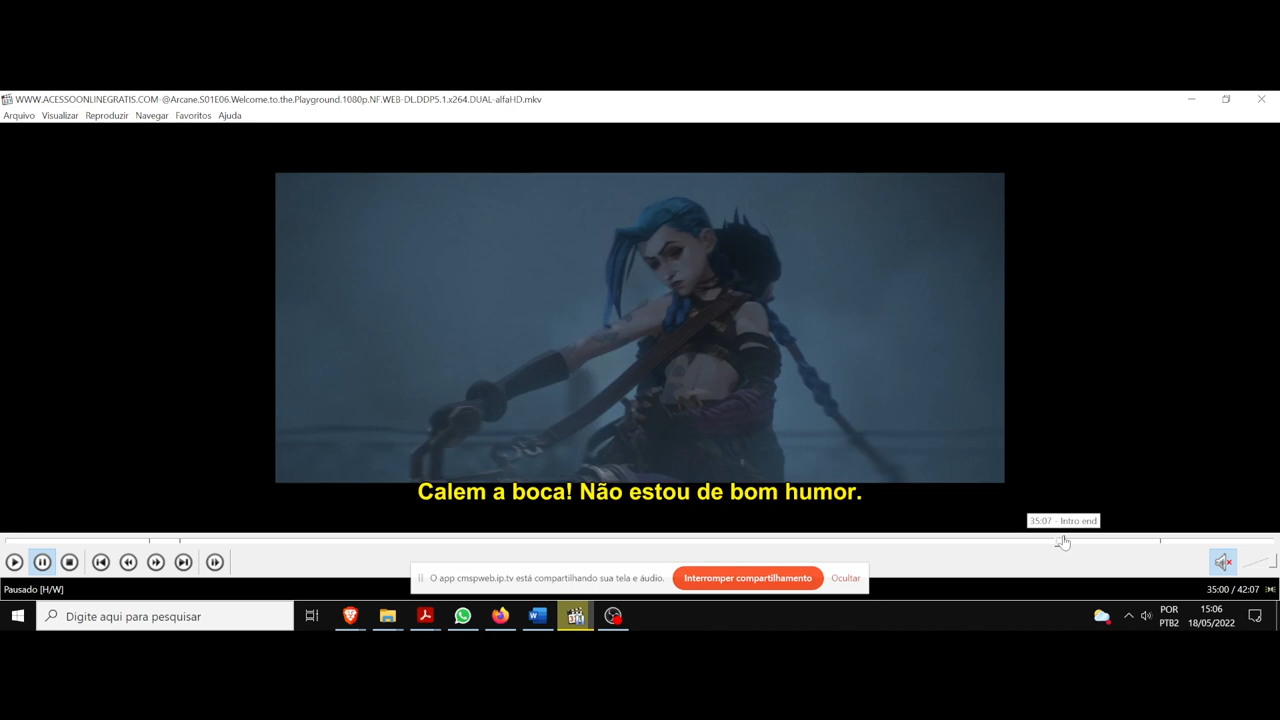 WWW.ACESSOONLINEGRATIS.COM-@Arcane.S01E06.Welcome.to.the.Playground.1080p.NF.WEB-DL.DDP5.1.x264.DUAL-alfaHD.mkv
Arquivo Visualizar Reproduzir Navegar Favoritos Ajuda
Calem a boca! Não estou de bom humor.
35:07 - Intro end
O app cmspweb.ip.tv está compartilhando sua tela e áudio. Interromper compartilhamento Ocultar
Pausado [H/W] 35:00 / 42:07
Digite aqui para pesquisar
POR 15:06
PTB2 18/05/2022